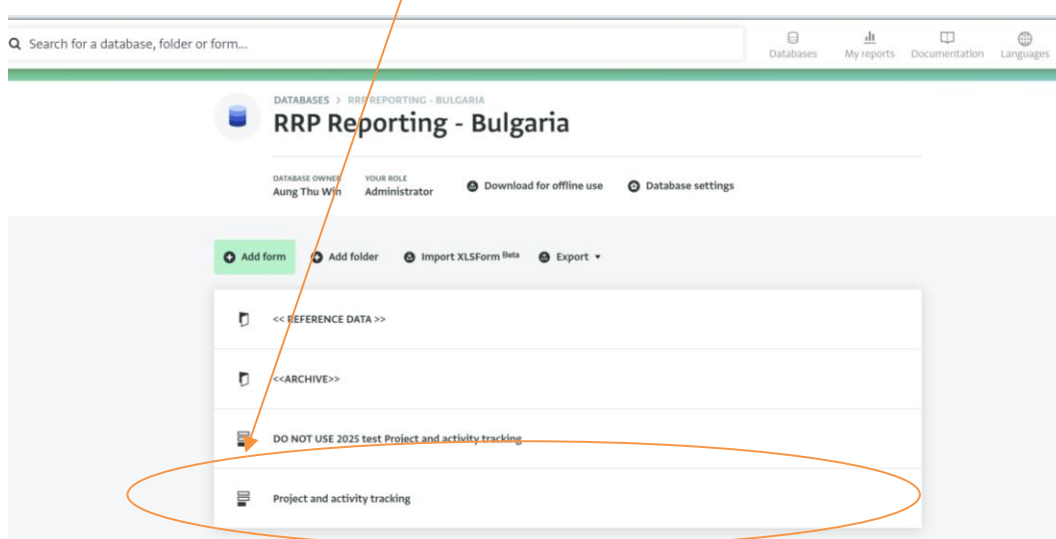 Search for a database, folder or form...
Databases My reports Documentation Languages
DATABASES > RRP REPORTING - BULGARIA
RRP Reporting - Bulgaria
DATABASE OWNER YOUR ROLE
Aung Thu Win Administrator Download for offline use Database settings
Add form Add folder Import XLSForm Beta Export
<< REFERENCE DATA >>
<<ARCHIVE>>
DO NOT USE 2025 test Project and activity tracking
Project and activity tracking